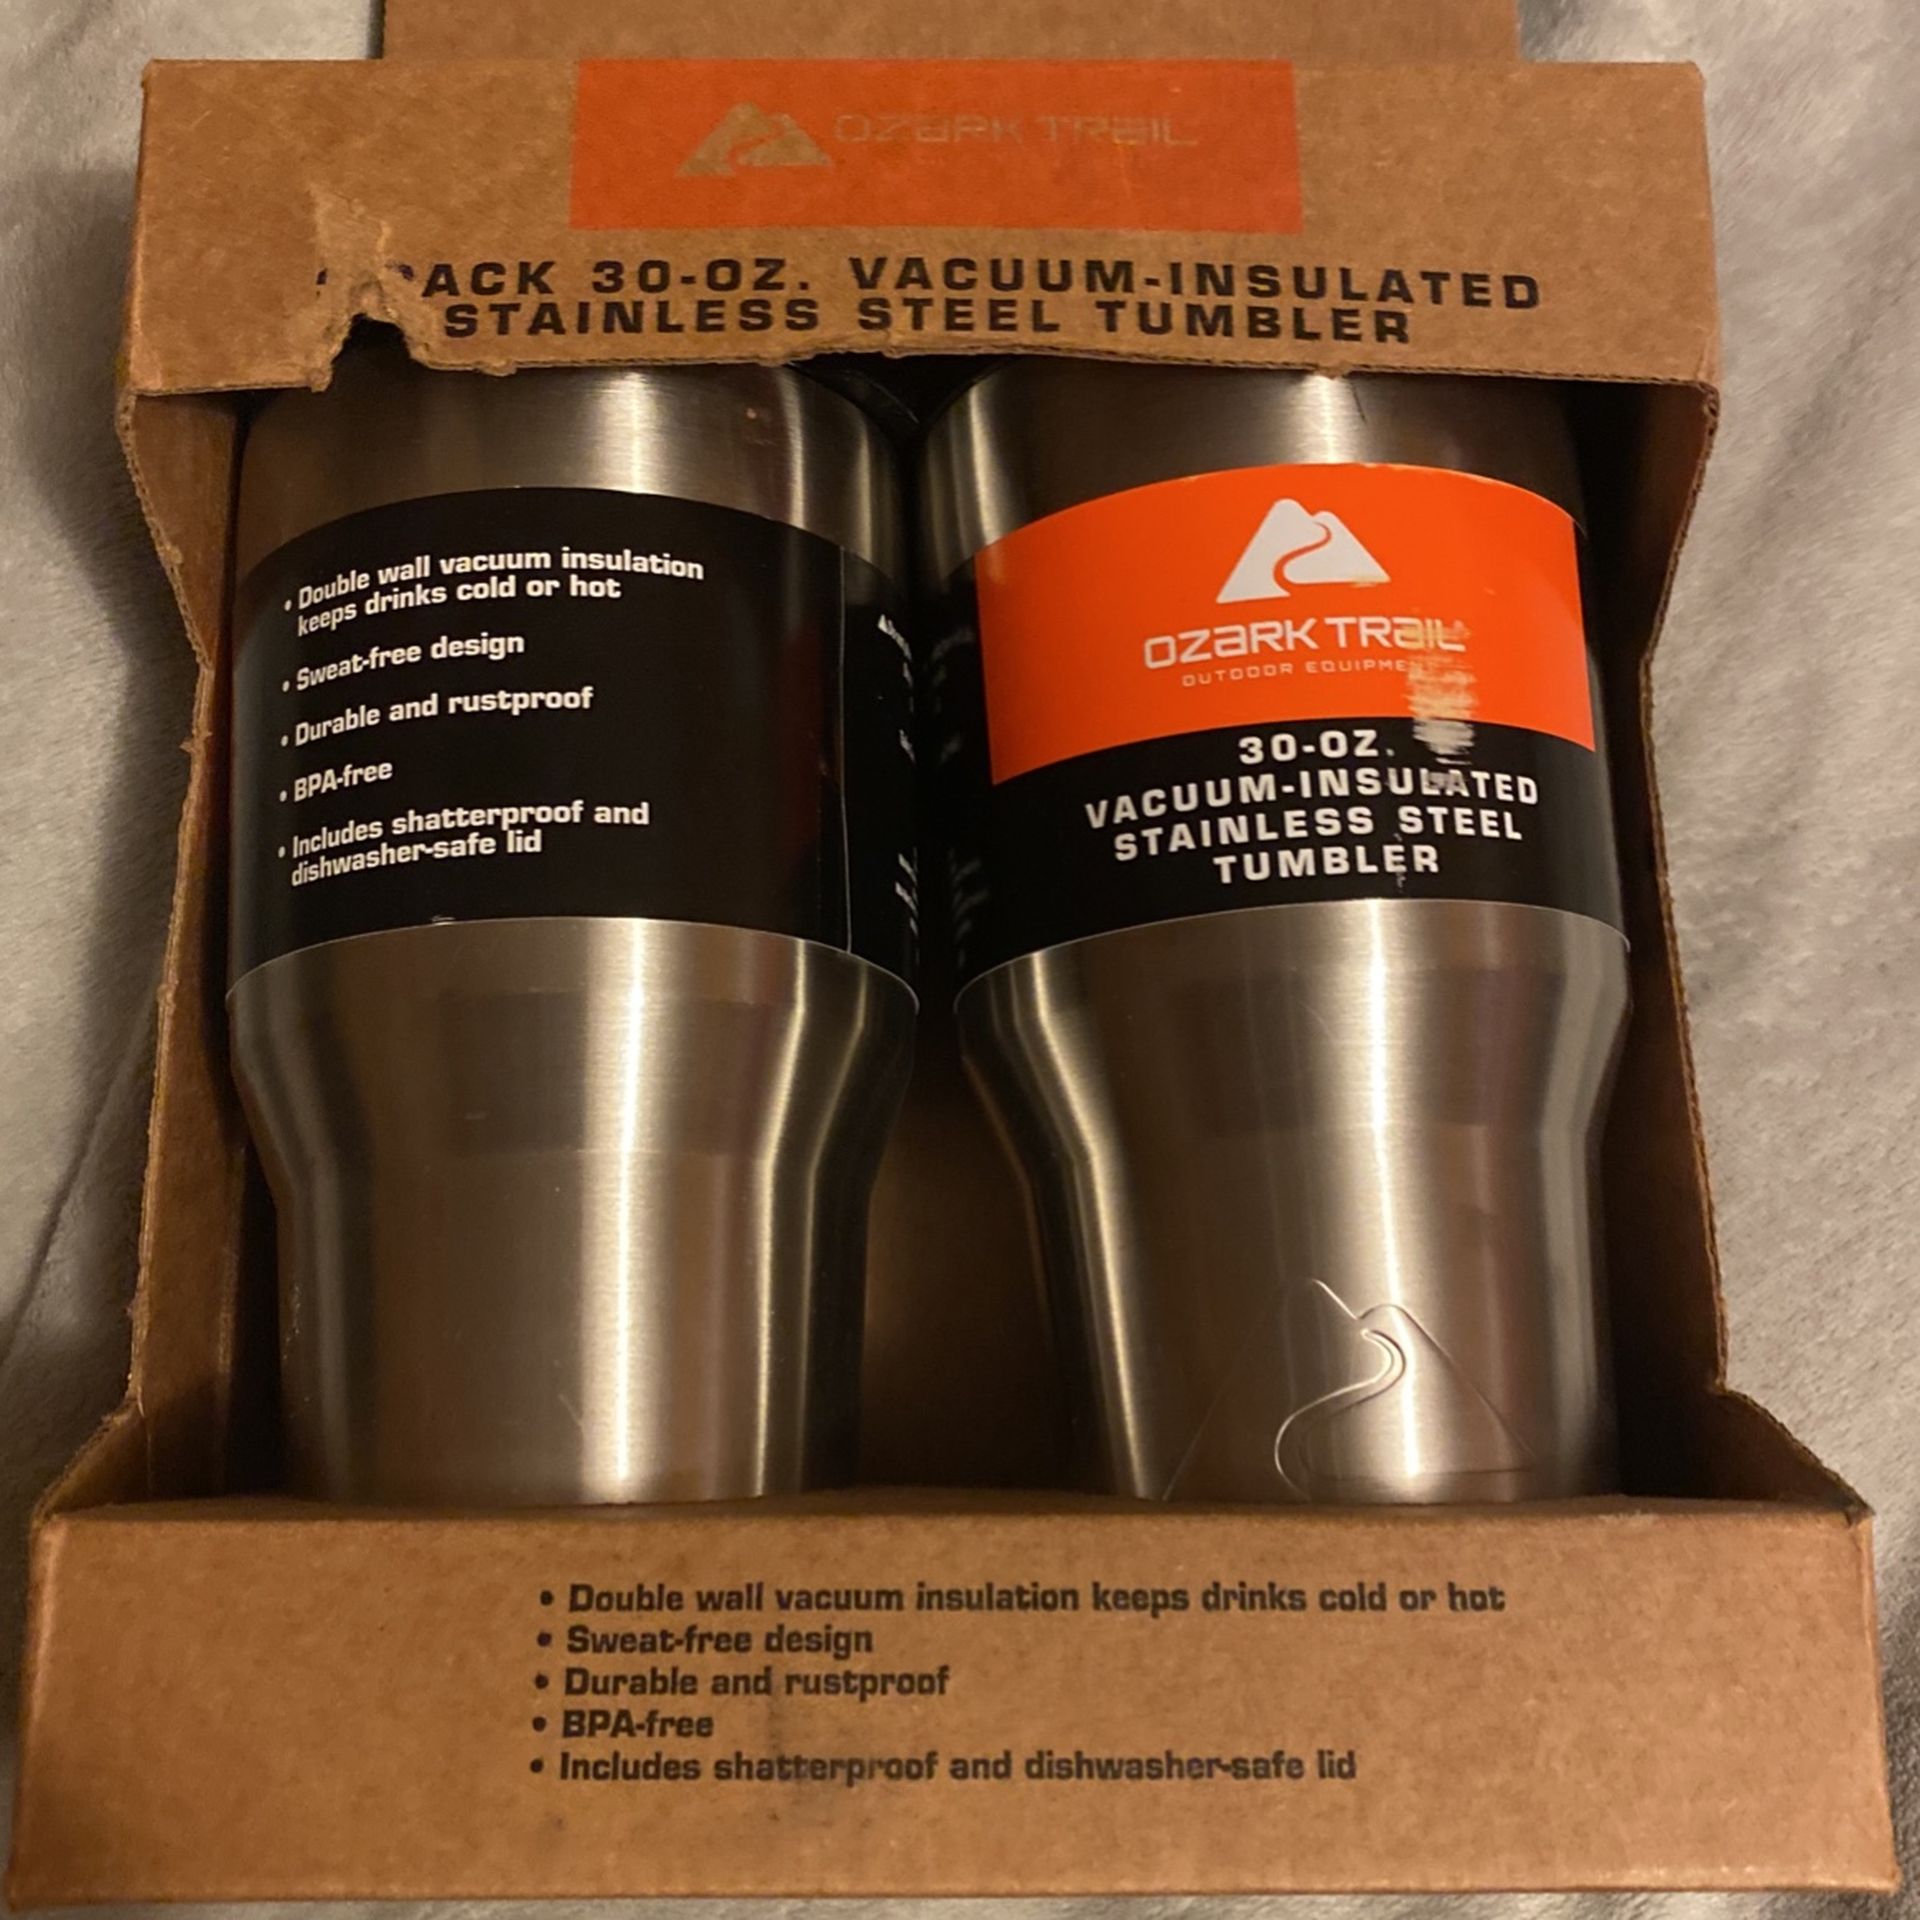 OZARK TRAIL
PACK 30-OZ. VACUUM-INSULATED
STAINLESS STEEL TUMBLER
• Double wall vacuum insulation
keeps drinks cold or hot
• Sweat-free design
• Durable and rustproof
• BPA-free
• Includes shatterproof and
dishwasher-safe lid
OZARK TRAIL
OUTDOOR EQUIPMENT
30-OZ.
VACUUM-INSULATED
STAINLESS STEEL
TUMBLER
• Double wall vacuum insulation keeps drinks cold or hot
• Sweat-free design
• Durable and rustproof
• BPA-free
• Includes shatterproof and dishwasher-safe lid